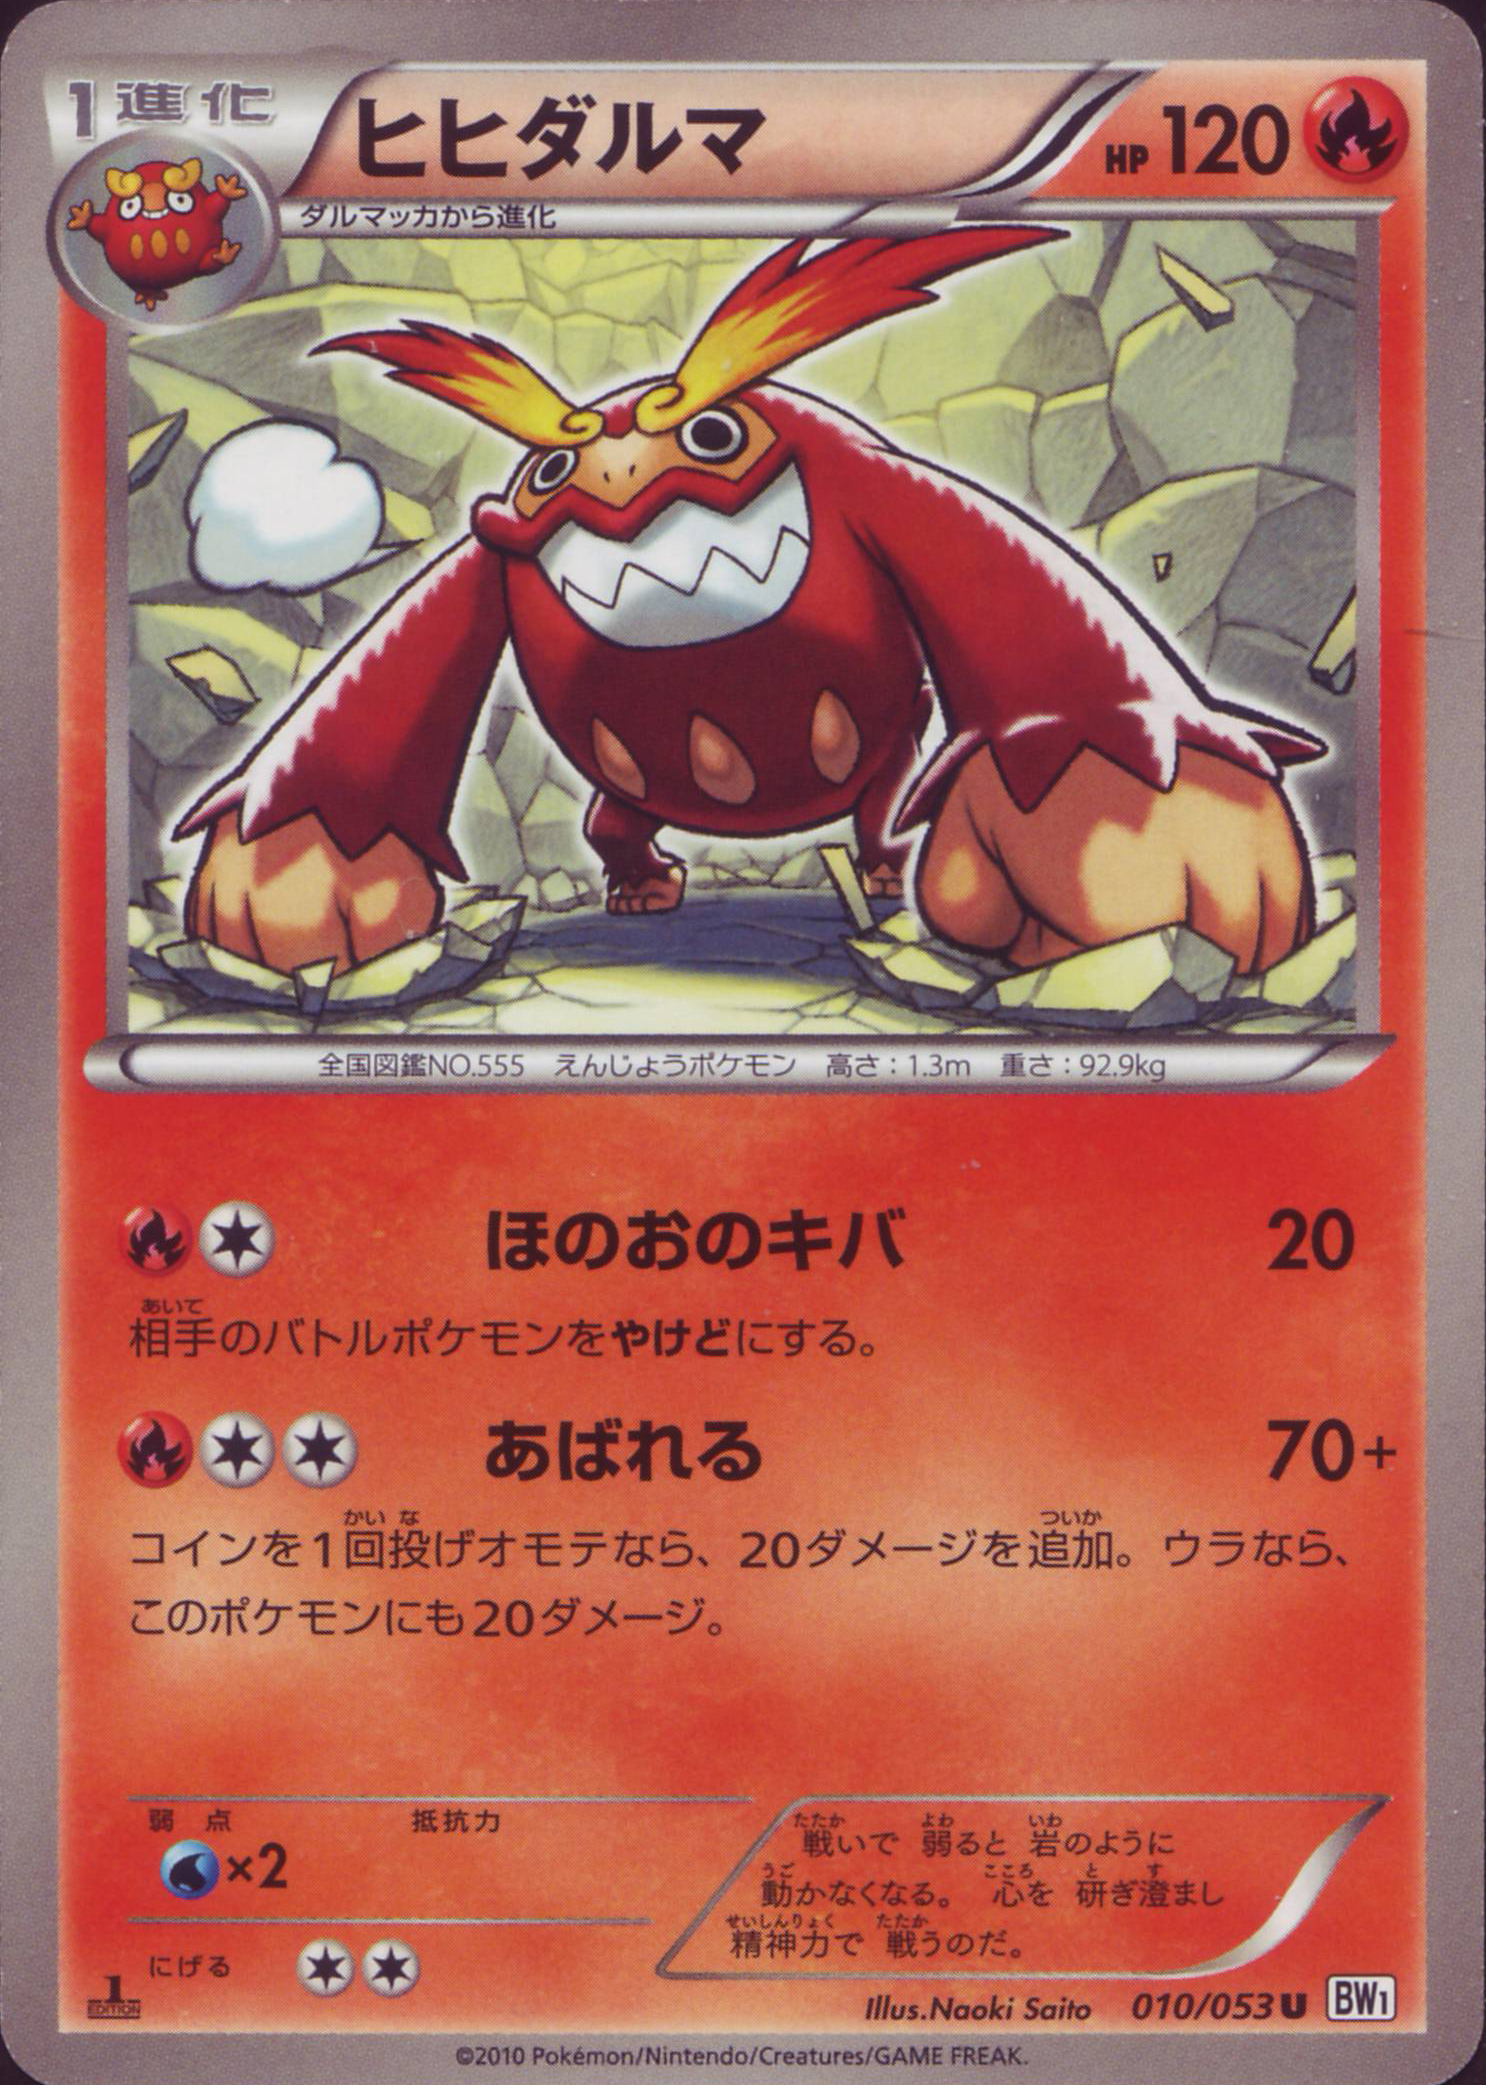 1進化
ヒヒダルマ
HP 120
ダルマッカから進化
全国図鑑NO.555 えんじょうポケモン 高さ：1.3m 重さ：92.9kg
ほのおのキバ 20
あいて
相手のバトルポケモンをやけどにする。
あばれる 70+
かい な ついか
コインを1回投げオモテなら、20ダメージを追加。ウラなら、
このポケモンにも20ダメージ。
弱点 抵抗力
×2
にげる
たたか よわ いわ
戦いで 弱ると 岩のように
うご こころ と す
動かなくなる。 心を 研ぎ澄まし
せいしんりょく たたか
精神力で 戦うのだ。
1 EDITION
Illus.Naoki Saito 010/053 U BW1
©2010 Pokémon/Nintendo/Creatures/GAME FREAK.